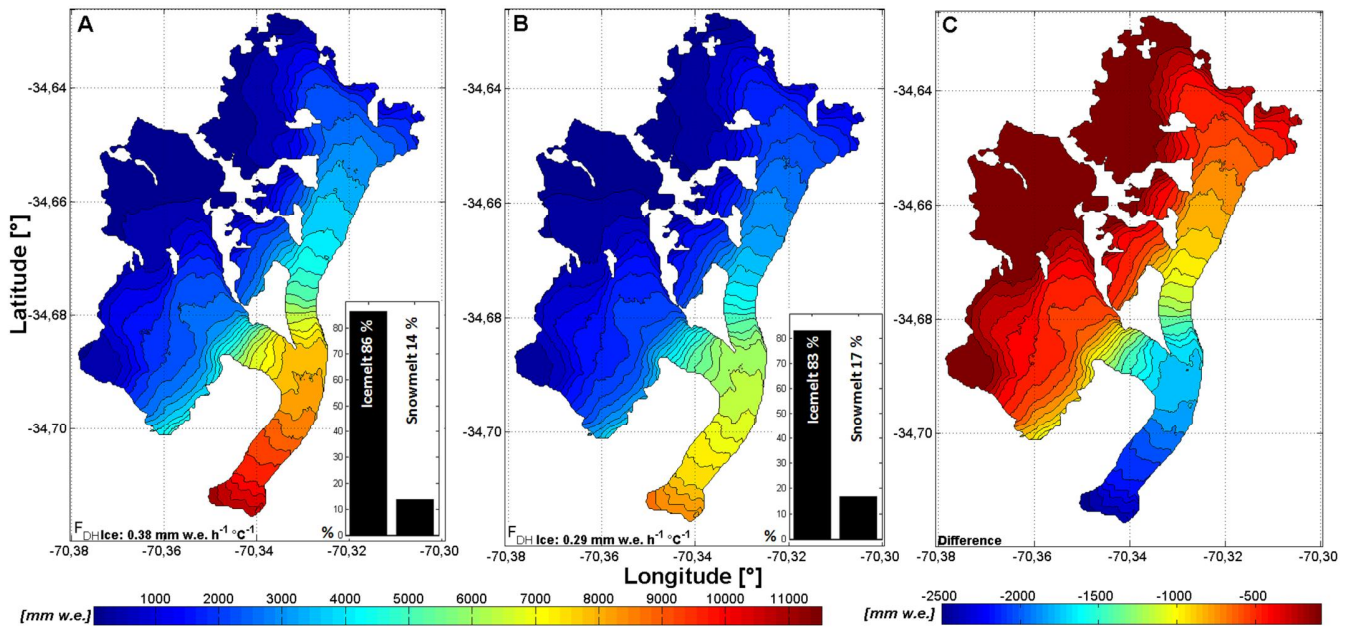 A
B
C
Latitude [°]
-34,64
-34,66
-34,68
-34,70
-34,64
-34,66
-34,68
-34,70
-34,64
-34,66
-34,68
-34,70
80
70
60
50
40
30
20
10
0
%
Icemelt 86 %
Snowmelt 14 %
80
70
60
50
40
30
20
10
0
%
Icemelt 83 %
Snowmelt 17 %
F_DH Ice: 0.38 mm w.e. h⁻¹ °C⁻¹
F_DH Ice: 0.29 mm w.e. h⁻¹ °C⁻¹
Difference
-70,38 -70,36 -70,34 -70,32 -70,30
-70,38 -70,36 -70,34 -70,32 -70,30
-70,38 -70,36 -70,34 -70,32 -70,30
Longitude [°]
[mm w.e.]
1000 2000 3000 4000 5000 6000 7000 8000 9000 10000 11000
[mm w.e.]
-2500 -2000 -1500 -1000 -500